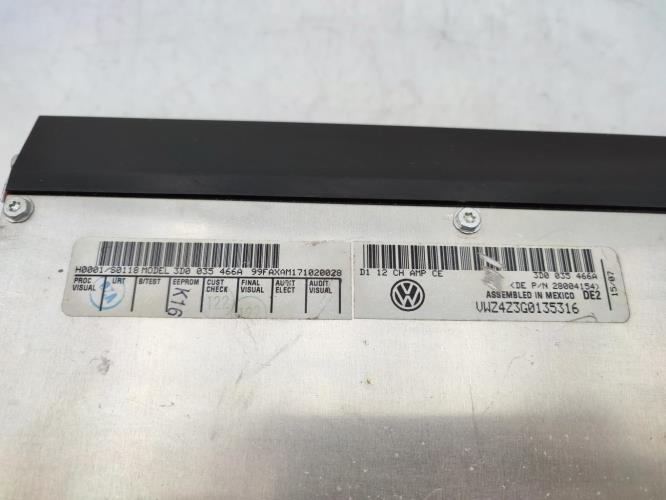 H0001/S0118 MODEL 3D0 035 466A 99FAXAM171020028
PROC VISUAL
URT
S/TEST
EEPROM
K16
CUST CHECK
122
FINAL VISUAL
AUDIT ELECT
AUDIT VISUAL
D1 12 CH AMP CE
3D0 035 466A
<DE P/N 28004154)
ASSEMBLED IN MEXICO DE2
VWZ4Z3G0135316
15/07